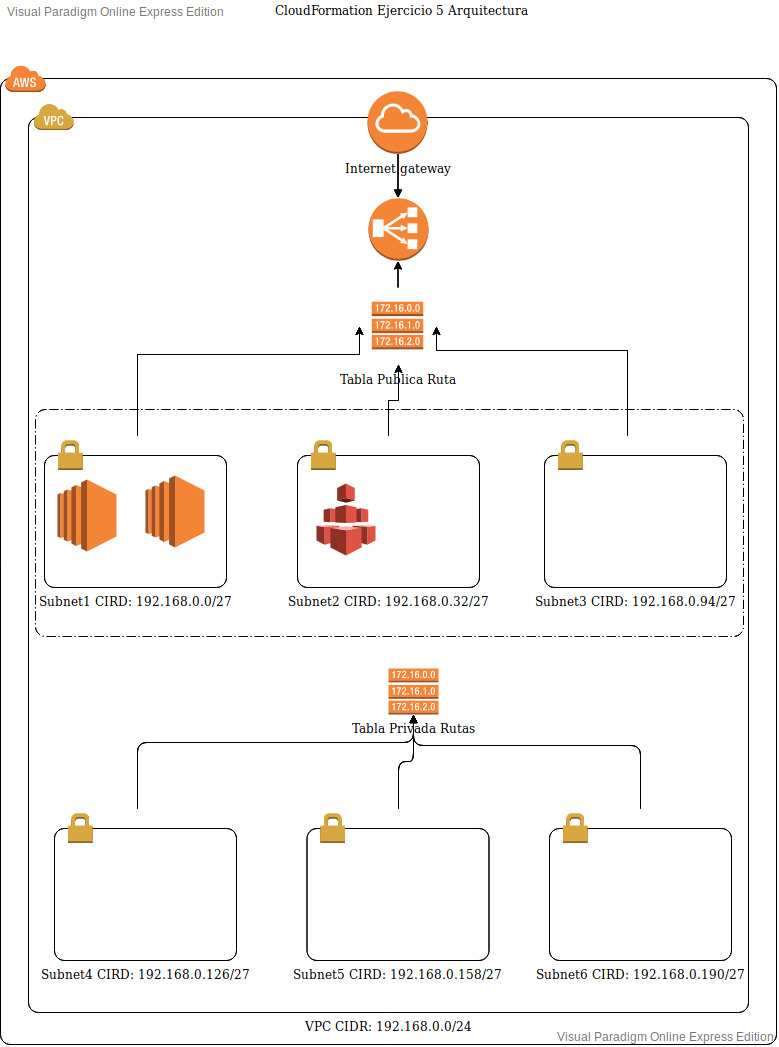 Visual Paradigm Online Express Edition
CloudFormation Ejercicio 5 Arquitectura
AWS
VPC
Internet gateway
172.16.0.0
172.16.1.0
172.16.2.0
Tabla Publica Ruta
Subnet1 CIRD: 192.168.0.0/27
Subnet2 CIRD: 192.168.0.32/27
Subnet3 CIRD: 192.168.0.94/27
172.16.0.0
172.16.1.0
172.16.2.0
Tabla Privada Rutas
Subnet4 CIRD: 192.168.0.126/27
Subnet5 CIRD: 192.168.0.158/27
Subnet6 CIRD: 192.168.0.190/27
VPC CIDR: 192.168.0.0/24
Visual Paradigm Online Express Edition